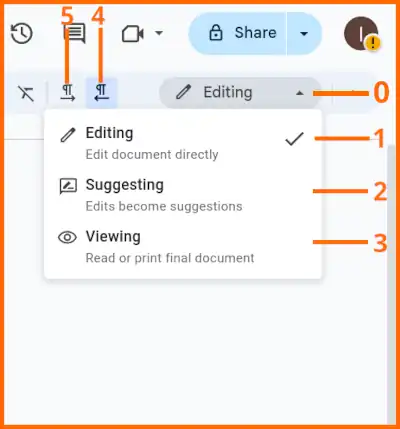 5 4
Share
I
!
Editing
0
Editing
1
Edit document directly
Suggesting
2
Edits become suggestions
Viewing
3
Read or print final document